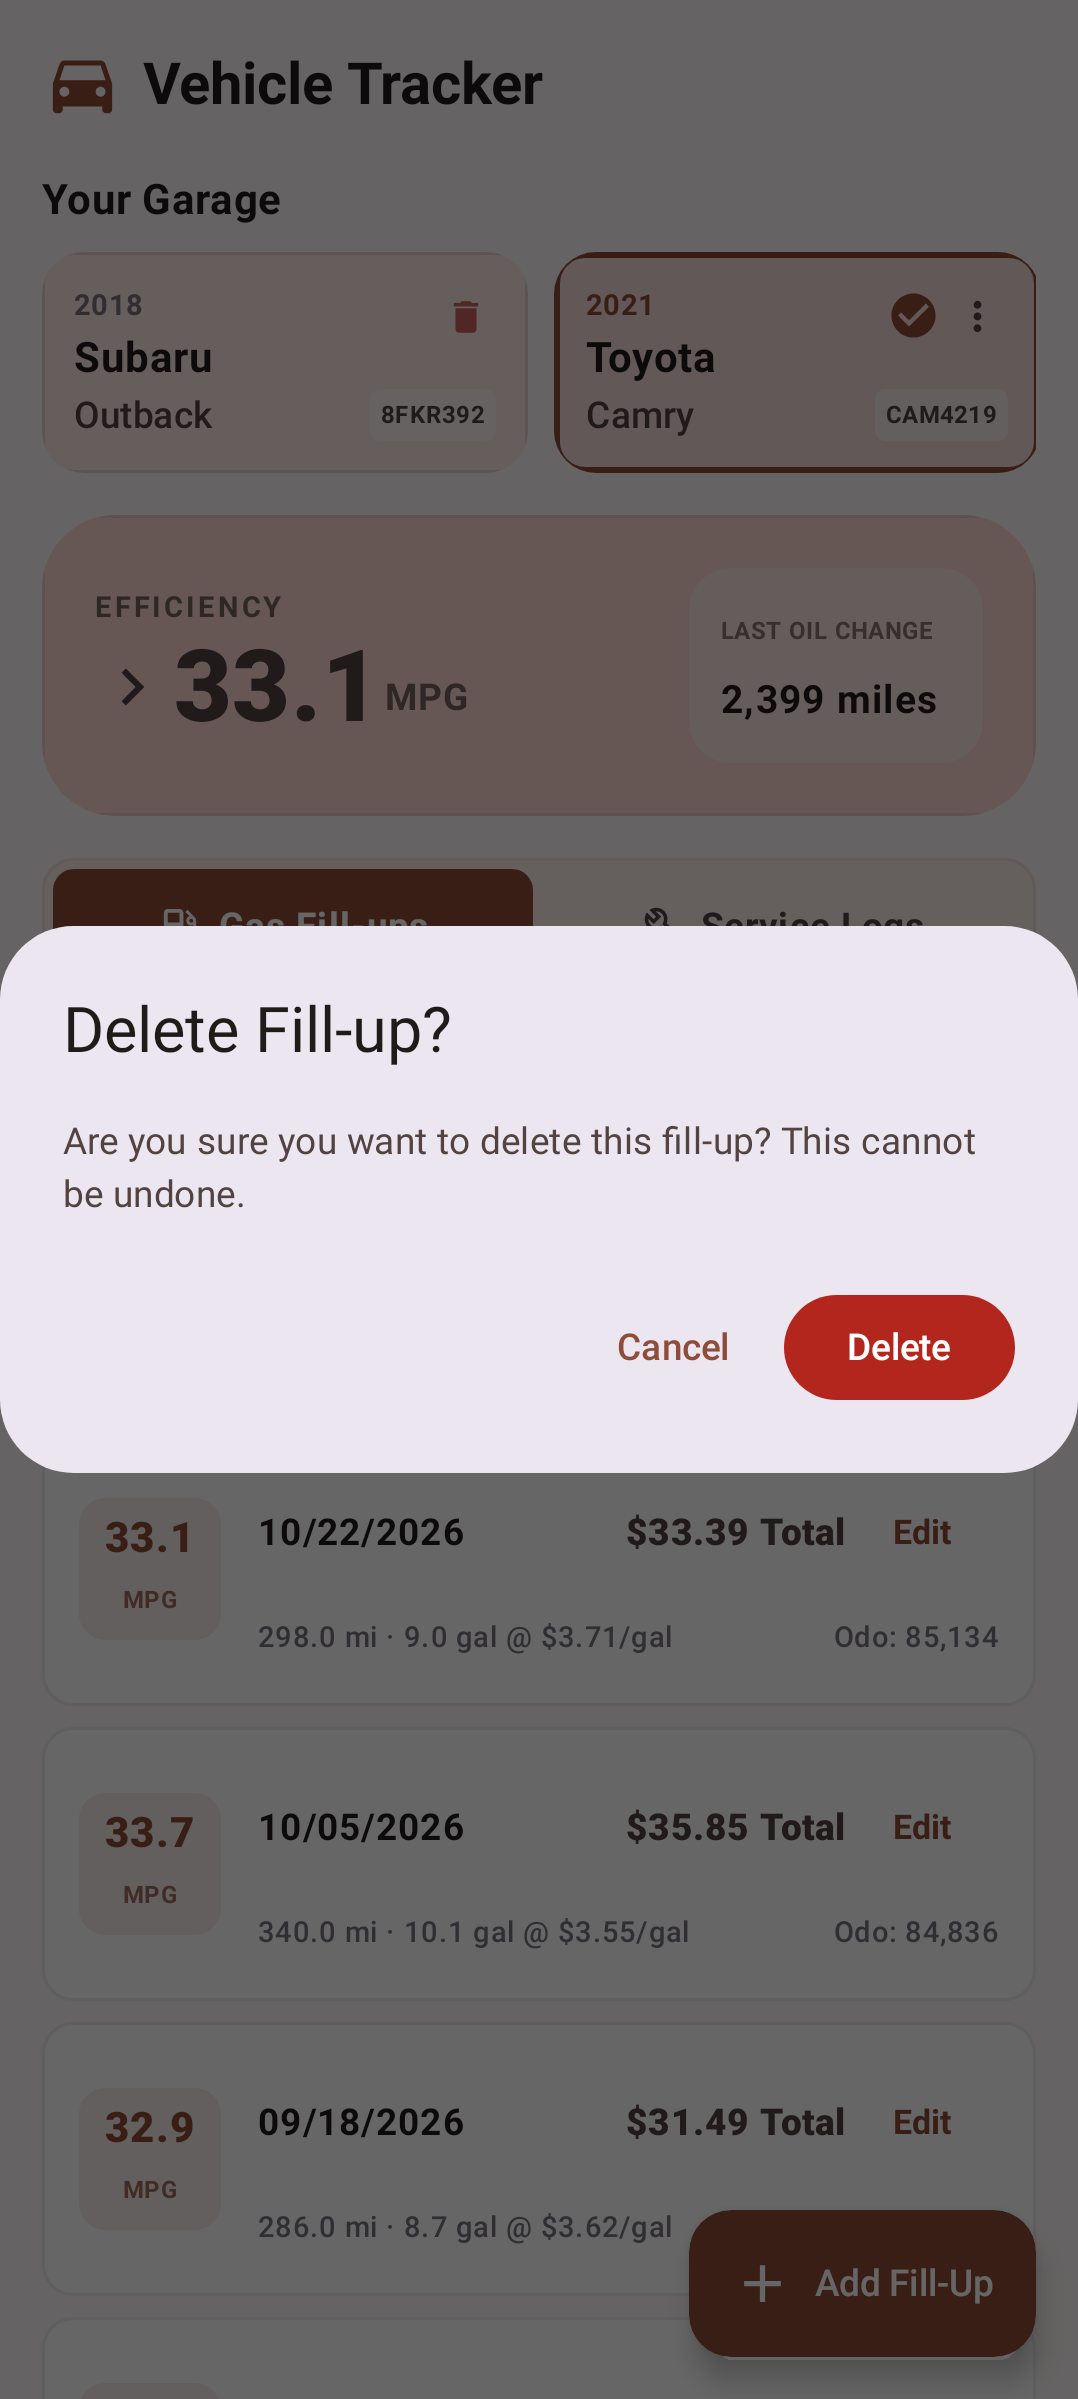 Vehicle Tracker
Your Garage
2018
Subaru
Outback
8FKR392
2021
Toyota
Camry
CAM4219
EFFICIENCY
33.1 MPG
LAST OIL CHANGE
2,399 miles
Gas Fill-ups
Service Logs
Delete Fill-up?
Are you sure you want to delete this fill-up? This cannot
be undone.
Cancel
Delete
33.1
MPG
10/22/2026
$33.39 Total
Edit
298.0 mi · 9.0 gal @ $3.71/gal
Odo: 85,134
33.7
MPG
10/05/2026
$35.85 Total
Edit
340.0 mi · 10.1 gal @ $3.55/gal
Odo: 84,836
32.9
MPG
09/18/2026
$31.49 Total
Edit
286.0 mi · 8.7 gal @ $3.62/gal
Add Fill-Up